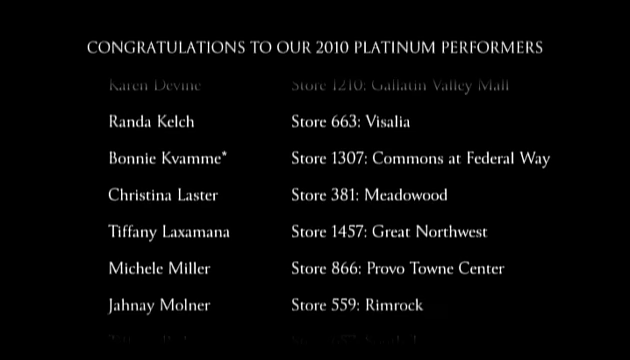 CONGRATULATIONS TO OUR 2010 PLATINUM PERFORMERS
Karen Devine Store 1210: Gallatin Valley Mall
Randa Kelch Store 663: Visalia
Bonnie Kvamme* Store 1307: Commons at Federal Way
Christina Laster Store 381: Meadowood
Tiffany Laxamana Store 1457: Great Northwest
Michele Miller Store 866: Provo Towne Center
Jahnay Molner Store 559: Rimrock